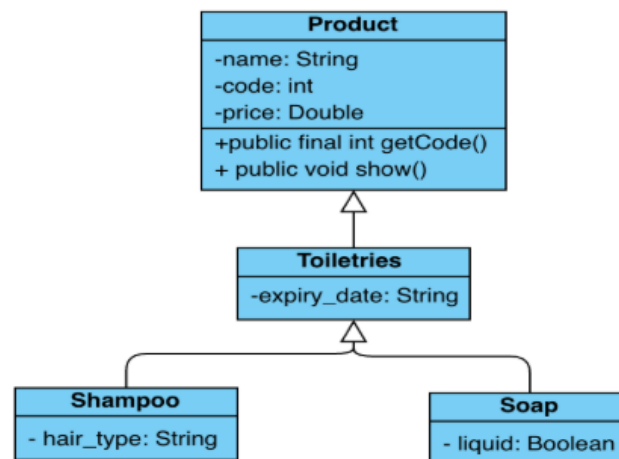 Product
-name: String
-code: int
-price: Double
+public final int getCode()
+ public void show()
Toiletries
-expiry_date: String
Shampoo
- hair_type: String
Soap
- liquid: Boolean